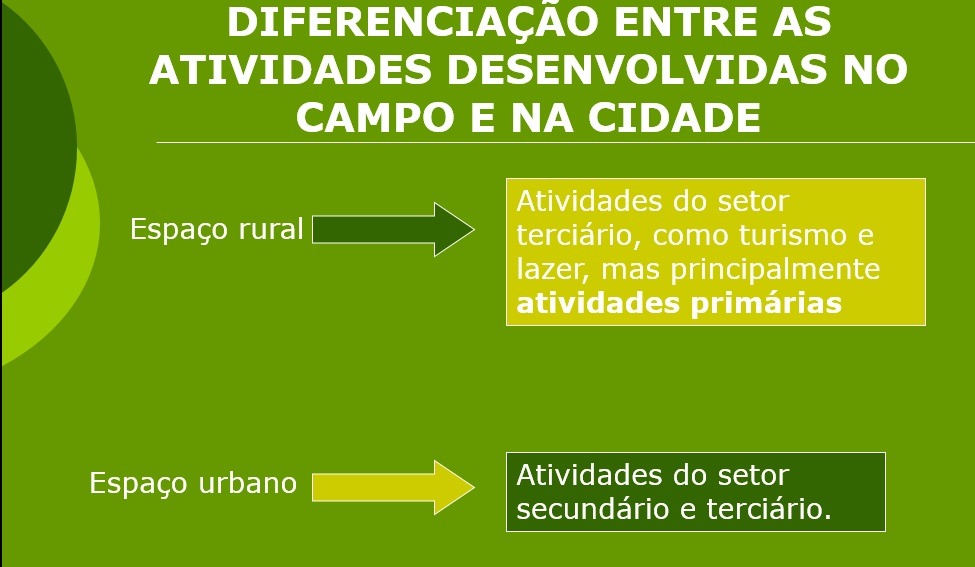 DIFERENCIAÇÃO ENTRE AS
ATIVIDADES DESENVOLVIDAS NO
CAMPO E NA CIDADE
Espaço rural
Atividades do setor
terciário, como turismo e
lazer, mas principalmente
atividades primárias
Espaço urbano
Atividades do setor
secundário e terciário.